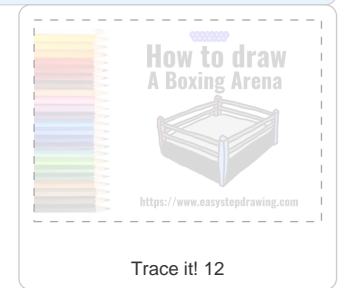 How to draw
A Boxing Arena
https://www.easystepdrawing.com
Trace it! 12